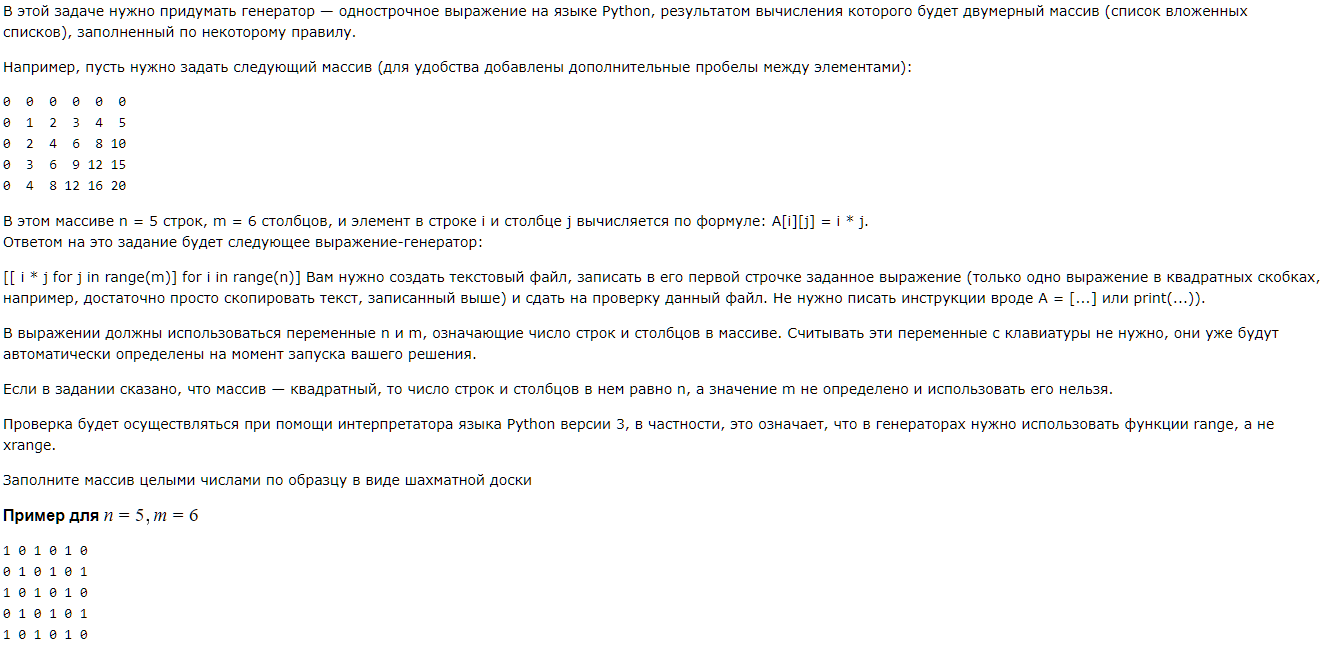 В этой задаче нужно придумать генератор — однострочное выражение на языке Python, результатом вычисления которого будет двумерный массив (список вложенных
списков), заполненный по некоторому правилу.
Например, пусть нужно задать следующий массив (для удобства добавлены дополнительные пробелы между элементами):
0  0  0  0  0  0
0  1  2  3  4  5
0  2  4  6  8 10
0  3  6  9 12 15
0  4  8 12 16 20
В этом массиве n = 5 строк, m = 6 столбцов, и элемент в строке i и столбце j вычисляется по формуле: A[i][j] = i * j.
Ответом на это задание будет следующее выражение-генератор:
[[ i * j for j in range(m)] for i in range(n)] Вам нужно создать текстовый файл, записать в его первой строчке заданное выражение (только одно выражение в квадратных скобках,
например, достаточно просто скопировать текст, записанный выше) и сдать на проверку данный файл. Не нужно писать инструкции вроде A = [...] или print(...)).
В выражении должны использоваться переменные n и m, означающие число строк и столбцов в массиве. Считывать эти переменные с клавиатуры не нужно, они уже будут
автоматически определены на момент запуска вашего решения.
Если в задании сказано, что массив — квадратный, то число строк и столбцов в нем равно n, а значение m не определено и использовать его нельзя.
Проверка будет осуществляться при помощи интерпретатора языка Python версии 3, в частности, это означает, что в генераторах нужно использовать функции range, а не
xrange.
Заполните массив целыми числами по образцу в виде шахматной доски
Пример для n = 5, m = 6
1 0 1 0 1 0
0 1 0 1 0 1
1 0 1 0 1 0
0 1 0 1 0 1
1 0 1 0 1 0